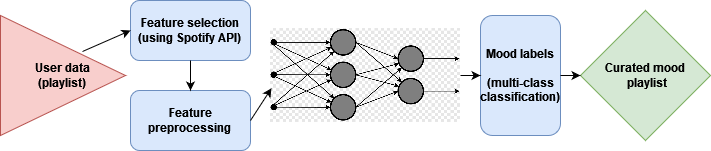 User data
(playlist)
Feature selection
(using Spotify API)
Feature
preprocessing
Mood labels
(multi-class
classification)
Curated mood
playlist